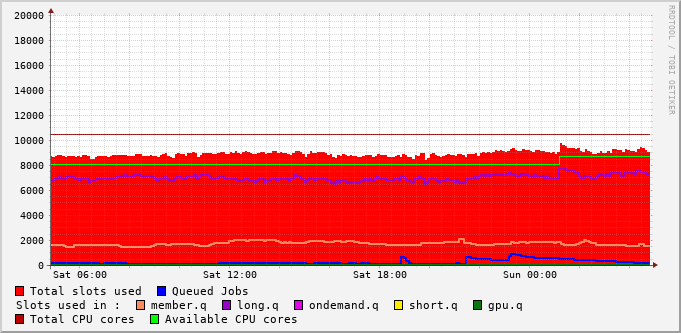 RRDTOOL / TOBI OETIKER
20000
18000
16000
14000
12000
10000
8000
6000
4000
2000
0
Sat 06:00 Sat 12:00 Sat 18:00 Sun 00:00
Total slots used Queued Jobs
Slots used in : member.q long.q ondemand.q short.q gpu.q
Total CPU cores Available CPU cores